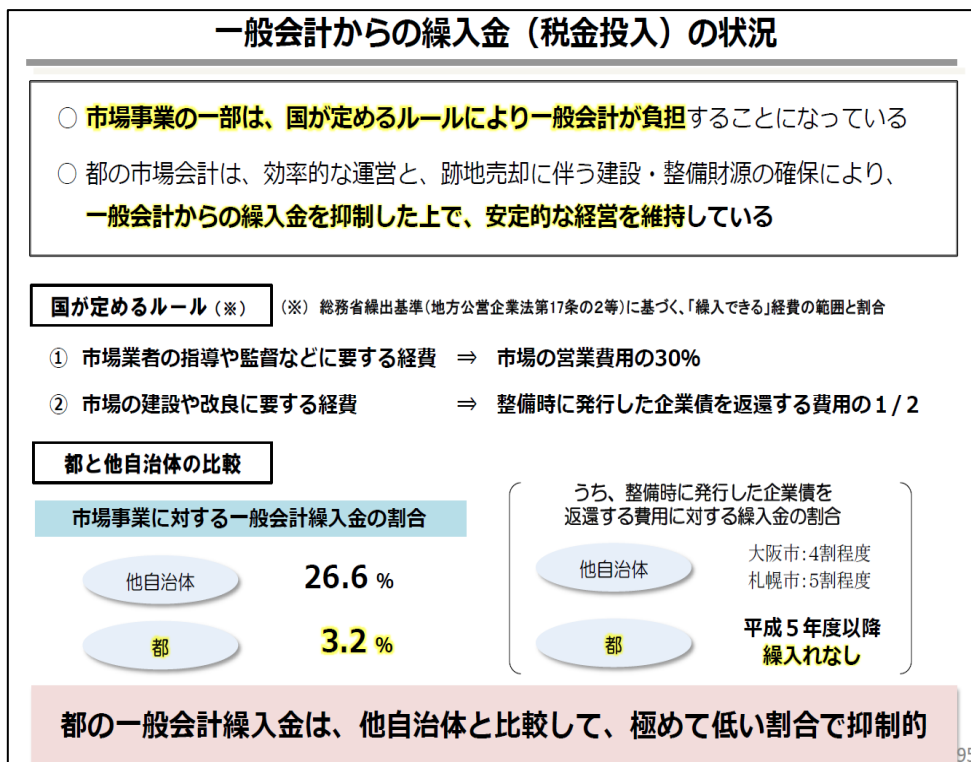 一般会計からの繰入金（税金投入）の状況
○ 市場事業の一部は、国が定めるルールにより一般会計が負担することになっている
○ 都の市場会計は、効率的な運営と、跡地売却に伴う建設・整備財源の確保により、
一般会計からの繰入金を抑制した上で、安定的な経営を維持している
国が定めるルール（※）
（※） 総務省繰出基準（地方公営企業法第17条の2等）に基づく、「繰入できる」経費の範囲と割合
① 市場業者の指導や監督などに要する経費 ⇒ 市場の営業費用の30%
② 市場の建設や改良に要する経費 ⇒ 整備時に発行した企業債を返還する費用の1/2
都と他自治体の比較
市場事業に対する一般会計繰入金の割合
他自治体 26.6 %
都 3.2 %
うち、整備時に発行した企業債を
返還する費用に対する繰入金の割合
他自治体
大阪市：4割程度
札幌市：5割程度
都
平成５年度以降
繰入れなし
都の一般会計繰入金は、他自治体と比較して、極めて低い割合で抑制的
95